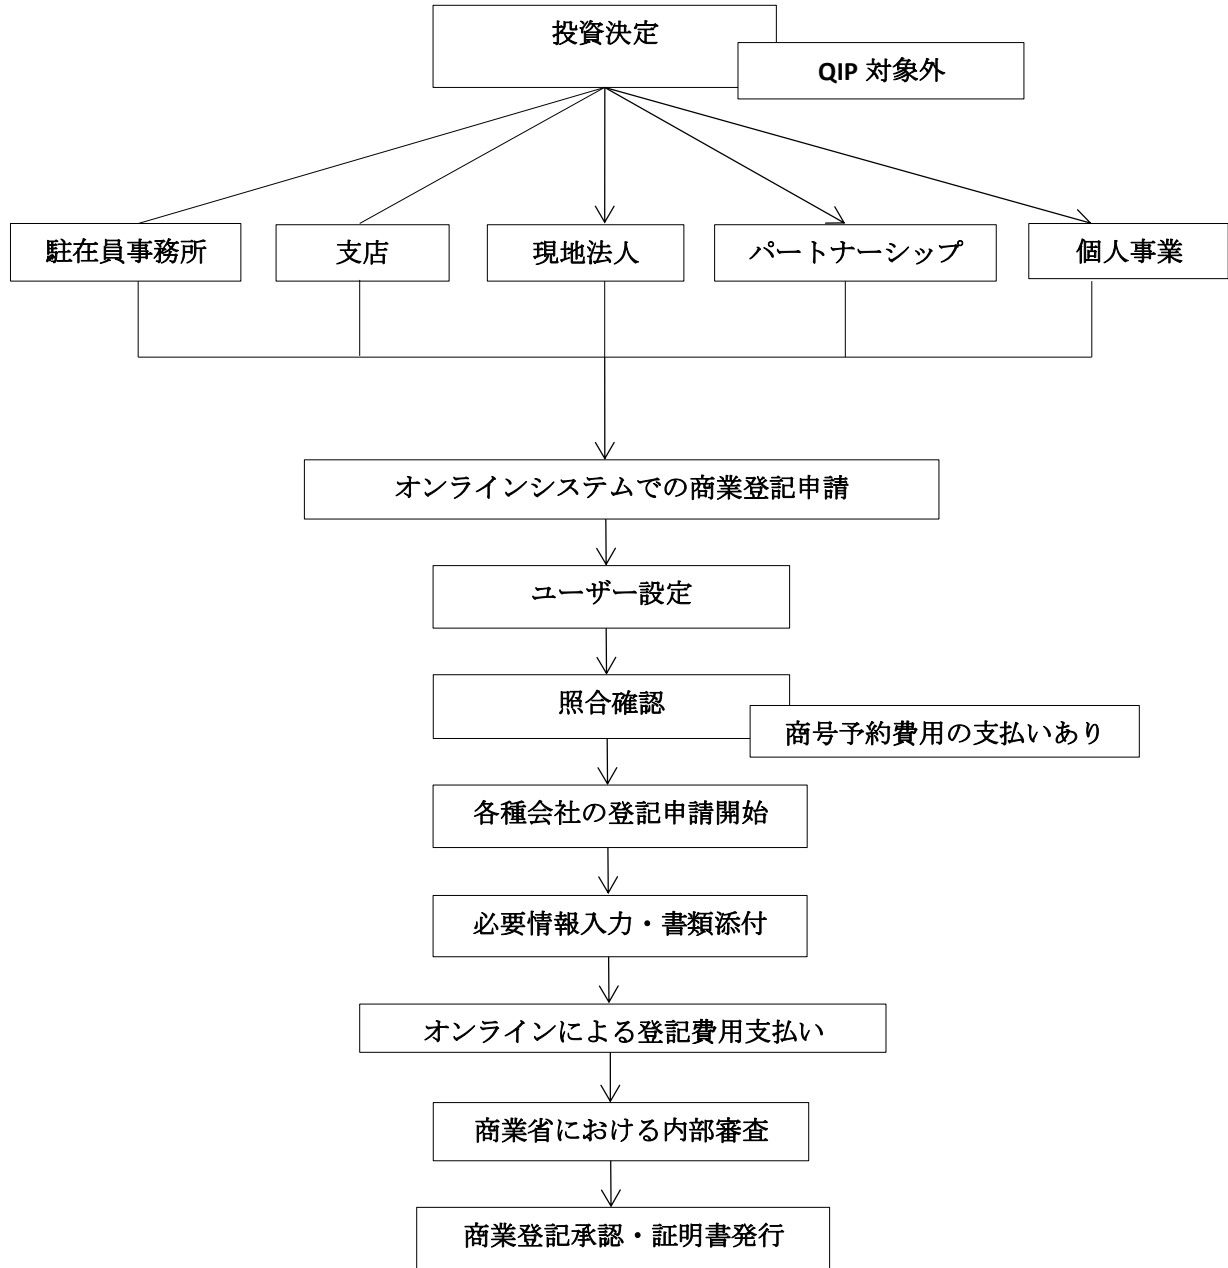 投資決定
QIP 対象外
駐在員事務所
支店
現地法人
パートナーシップ
個人事業
オンラインシステムでの商業登記申請
ユーザー設定
照合確認
商号予約費用の支払いあり
各種会社の登記申請開始
必要情報入力・書類添付
オンラインによる登記費用支払い
商業省における内部審査
商業登記承認・証明書発行